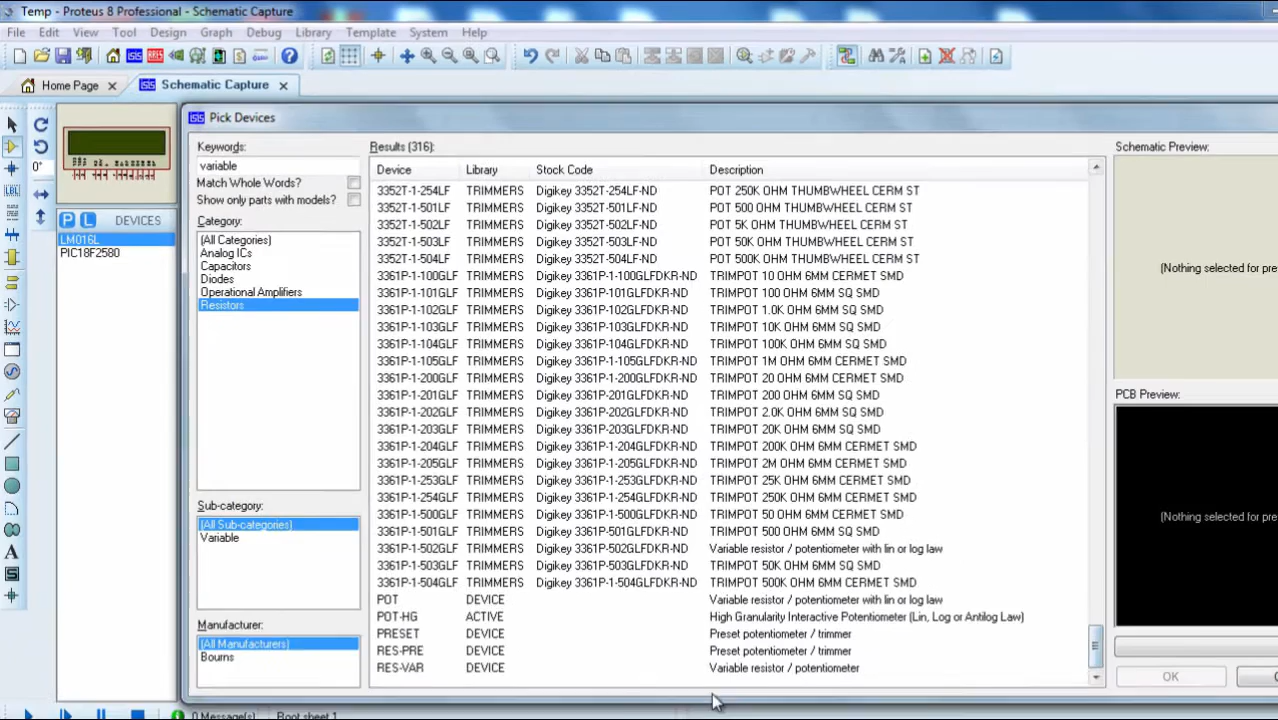 Temp - Proteus 8 Professional - Schematic Capture
File Edit View Tool Design Graph Debug Library Template System Help
Home Page
Schematic Capture
Pick Devices
Keywords:
variable
Match Whole Words?
Show only parts with models?
Category:
(All Categories)
Analog ICs
Capacitors
Diodes
Operational Amplifiers
Resistors
Sub-category:
(All Sub-categories)
Variable
Manufacturer:
(All Manufacturers)
Bourns
0°
P L DEVICES
LM016L
PIC18F2580
Results (316):
Device Library Stock Code Description
3352T-1-254LF TRIMMERS Digikey 3352T-254LF-ND POT 250K OHM THUMBWHEEL CERM ST
3352T-1-501LF TRIMMERS Digikey 3352T-501LF-ND POT 500 OHM THUMBWHEEL CERM ST
3352T-1-502LF TRIMMERS Digikey 3352T-502LF-ND POT 5K OHM THUMBWHEEL CERM ST
3352T-1-503LF TRIMMERS Digikey 3352T-503LF-ND POT 50K OHM THUMBWHEEL CERM ST
3352T-1-504LF TRIMMERS Digikey 3352T-504LF-ND POT 500K OHM THUMBWHEEL CERM ST
3361P-1-100GLF TRIMMERS Digikey 3361P-1-100GLFDKR-ND TRIMPOT 10 OHM 6MM CERMET SMD
3361P-1-101GLF TRIMMERS Digikey 3361P-101GLFDKR-ND TRIMPOT 100 OHM 6MM SQ SMD
3361P-1-102GLF TRIMMERS Digikey 3361P-102GLFDKR-ND TRIMPOT 1.0K OHM 6MM SQ SMD
3361P-1-103GLF TRIMMERS Digikey 3361P-103GLFDKR-ND TRIMPOT 10K OHM 6MM SQ SMD
3361P-1-104GLF TRIMMERS Digikey 3361P-104GLFDKR-ND TRIMPOT 100K OHM 6MM SQ SMD
3361P-1-105GLF TRIMMERS Digikey 3361P-1-105GLFDKR-ND TRIMPOT 1M OHM 6MM CERMET SMD
3361P-1-200GLF TRIMMERS Digikey 3361P-1-200GLFDKR-ND TRIMPOT 20 OHM 6MM CERMET SMD
3361P-1-201GLF TRIMMERS Digikey 3361P-201GLFDKR-ND TRIMPOT 200 OHM 6MM SQ SMD
3361P-1-202GLF TRIMMERS Digikey 3361P-202GLFDKR-ND TRIMPOT 2.0K OHM 6MM SQ SMD
3361P-1-203GLF TRIMMERS Digikey 3361P-203GLFDKR-ND TRIMPOT 20K OHM 6MM SQ SMD
3361P-1-204GLF TRIMMERS Digikey 3361P-1-204GLFDKR-ND TRIMPOT 200K OHM 6MM CERMET SMD
3361P-1-205GLF TRIMMERS Digikey 3361P-1-205GLFDKR-ND TRIMPOT 2M OHM 6MM CERMET SMD
3361P-1-253GLF TRIMMERS Digikey 3361P-1-253GLFDKR-ND TRIMPOT 25K OHM 6MM CERMET SMD
3361P-1-254GLF TRIMMERS Digikey 3361P-1-254GLFDKR-ND TRIMPOT 250K OHM 6MM CERMET SMD
3361P-1-500GLF TRIMMERS Digikey 3361P-1-500GLFDKR-ND TRIMPOT 50 OHM 6MM CERMET SMD
3361P-1-501GLF TRIMMERS Digikey 3361P-501GLFDKR-ND TRIMPOT 500 OHM 6MM SQ SMD
3361P-1-502GLF TRIMMERS Digikey 3361P-502GLFDKR-ND Variable resistor / potentiometer with lin or log law
3361P-1-503GLF TRIMMERS Digikey 3361P-503GLFDKR-ND TRIMPOT 50K OHM 6MM SQ SMD
3361P-1-504GLF TRIMMERS Digikey 3361P-1-504GLFDKR-ND TRIMPOT 500K OHM 6MM CERMET SMD
POT DEVICE Variable resistor / potentiometer with lin or log law
POT-HG ACTIVE High Granularity Interactive Potentiometer (Lin, Log or Antilog Law)
PRESET DEVICE Preset potentiometer / trimmer
RES-PRE DEVICE Preset potentiometer / trimmer
RES-VAR DEVICE Variable resistor / potentiometer
Schematic Preview:
(Nothing selected for pre
PCB Preview:
(Nothing selected for pre
OK
0 Message(s)
Root sheet 1